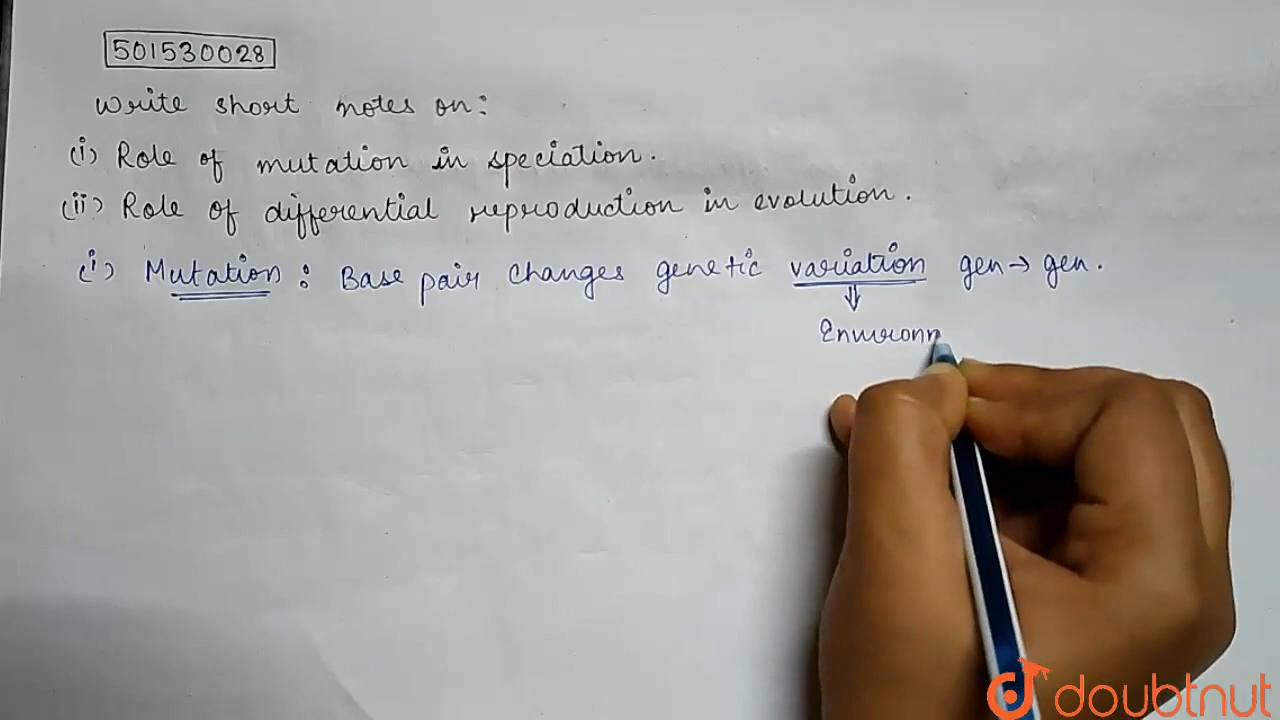 501530028
Write short notes on:
(i) Role of mutation in speciation.
(ii) Role of differential reproduction in evolution.
(i) Mutation : Base pair changes genetic variation gen → gen.
⇓
Environm
doubtnut